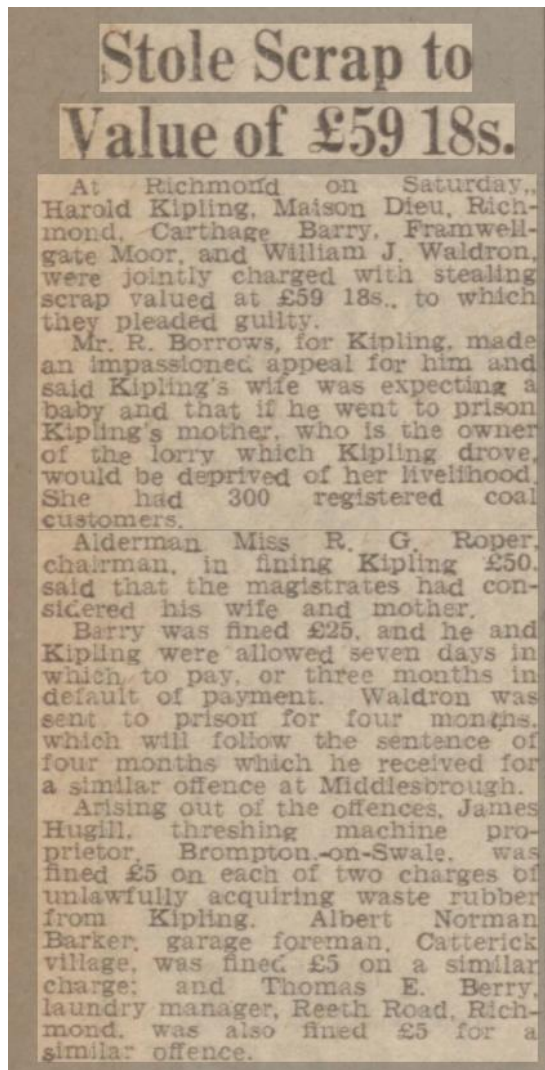 Stole Scrap to
Value of £59 18s.
At Richmond on Saturday,
Harold Kipling, Maison Dieu, Rich-
mond, Carthage Barry, Framwell-
gate Moor, and William J. Waldron,
were jointly charged with stealing
scrap valued at £59 18s., to which
they pleaded guilty.
Mr. R. Borrows, for Kipling, made
an impassioned appeal for him and
said Kipling's wife was expecting a
baby and that if he went to prison
Kipling's mother, who is the owner
of the lorry which Kipling drove,
would be deprived of her livelihood.
She had 300 registered coal
customers.
Alderman Miss R. G. Roper,
chairman, in fining Kipling £50,
said that the magistrates had con-
sidered his wife and mother.
Barry was fined £25, and he and
Kipling were allowed seven days in
which to pay, or three months in
default of payment. Waldron was
sent to prison for four months,
which will follow the sentence of
four months which he received for
a similar offence at Middlesbrough.
Arising out of the offences, James
Hugill, threshing machine pro-
prietor, Brompton-on-Swale, was
fined £5 on each of two charges of
unlawfully acquiring waste rubber
from Kipling. Albert Norman
Barker, garage foreman, Catterick
village, was fined £5 on a similar
charge; and Thomas E. Berry,
laundry manager, Reeth Road, Rich-
mond, was also fined £5 for a
similar offence.